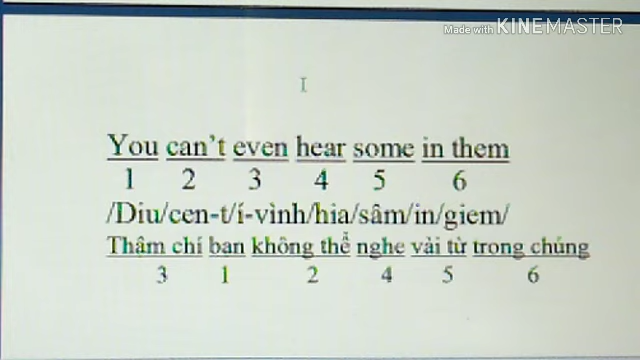 Made with KINEMASTER
You can't even hear some in them
1 2 3 4 5 6
/Diu/cen-t/í-vình/hia/sâm/in/giem/
Thậm chí bạn không thể nghe vài từ trong chúng
3 1 2 4 5 6